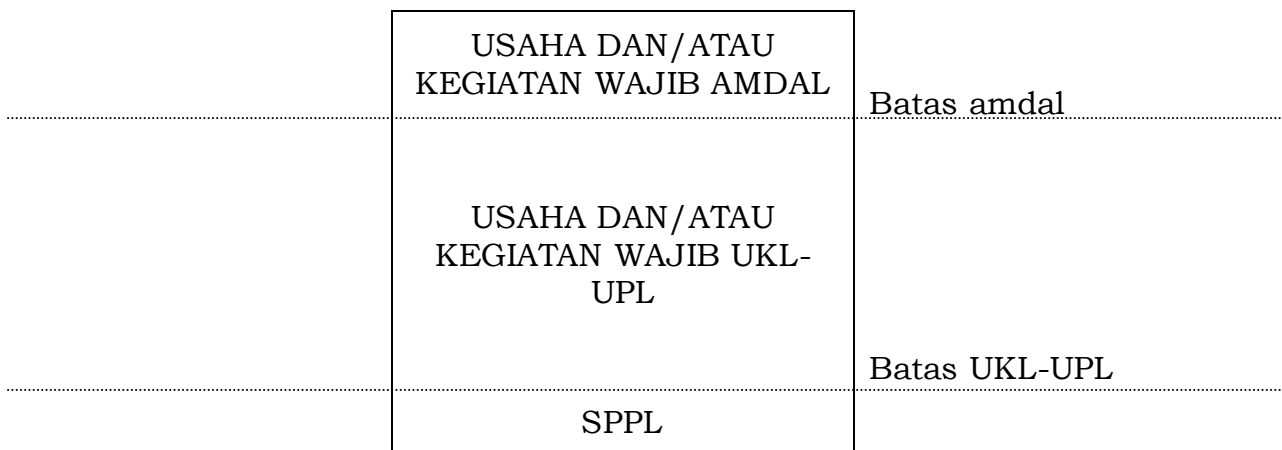 USAHA DAN/ATAU
KEGIATAN WAJIB AMDAL
Batas amdal
USAHA DAN/ATAU
KEGIATAN WAJIB UKL-
UPL
Batas UKL-UPL
SPPL